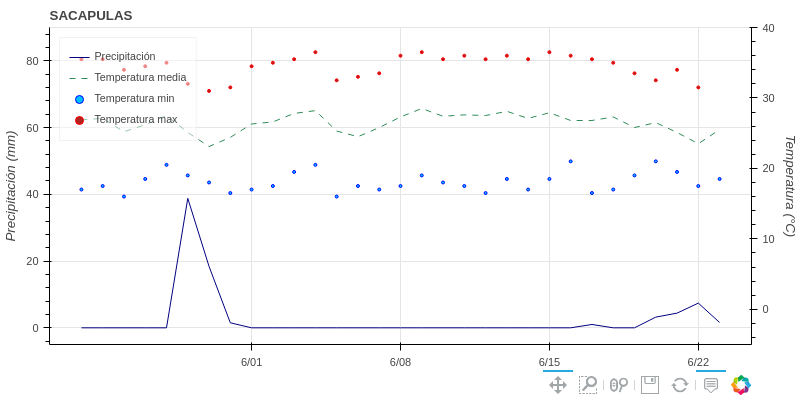 SACAPULAS
Precipitación
Temperatura media
Temperatura min
Temperatura max
Precipitación (mm)
80
60
40
20
0
Temperatura (°C)
40
30
20
10
0
6/01
6/08
6/15
6/22